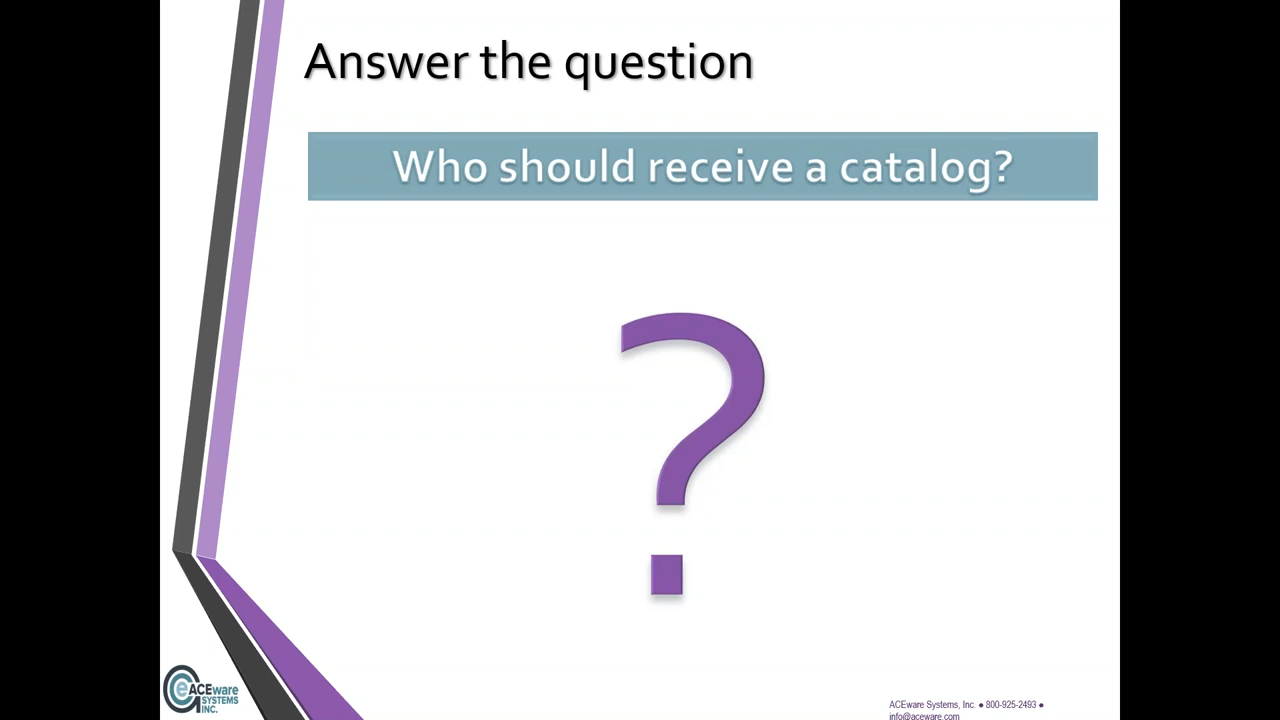 Answer the question
Who should receive a catalog?
?
ACEware
SYSTEMS
INC.
ACEware Systems, Inc. ● 800-925-2493 ●
info@aceware.com